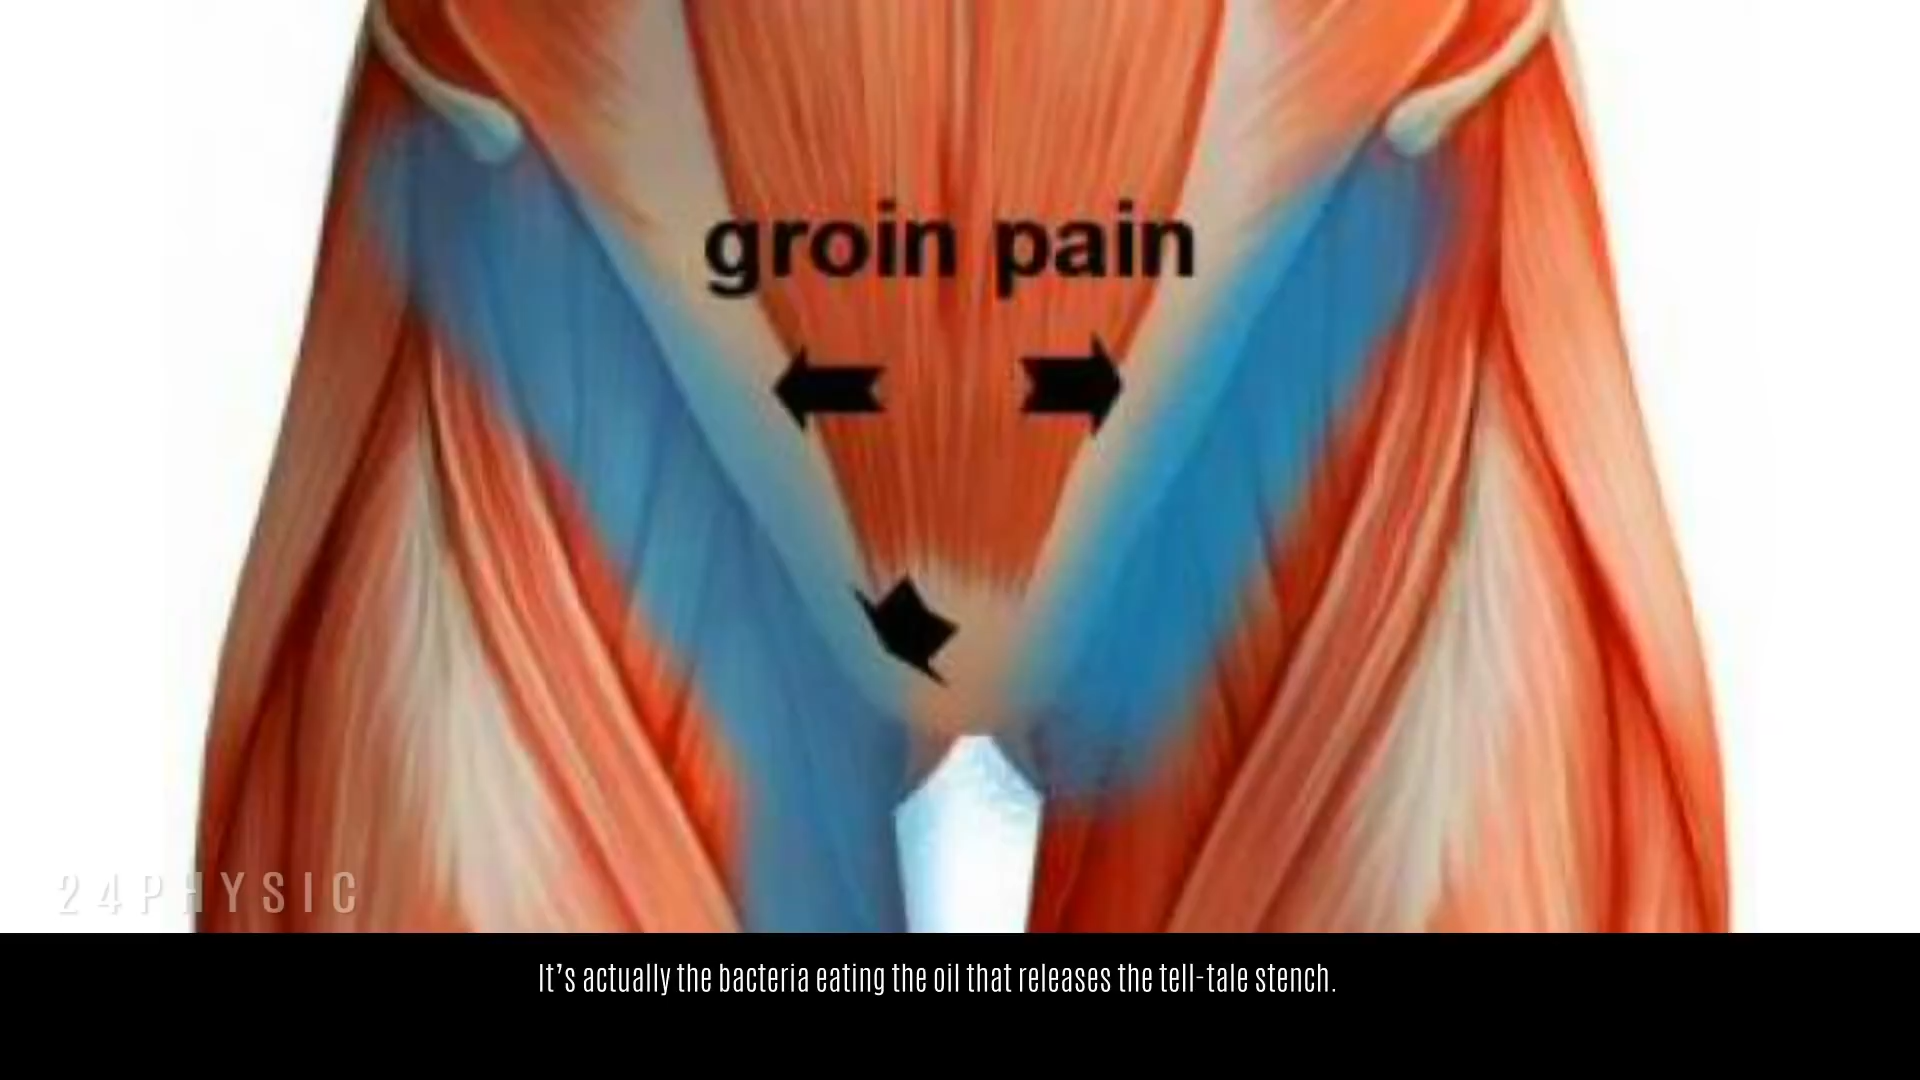 groin pain
24PHYSIC
It's actually the bacteria eating the oil that releases the tell-tale stench.